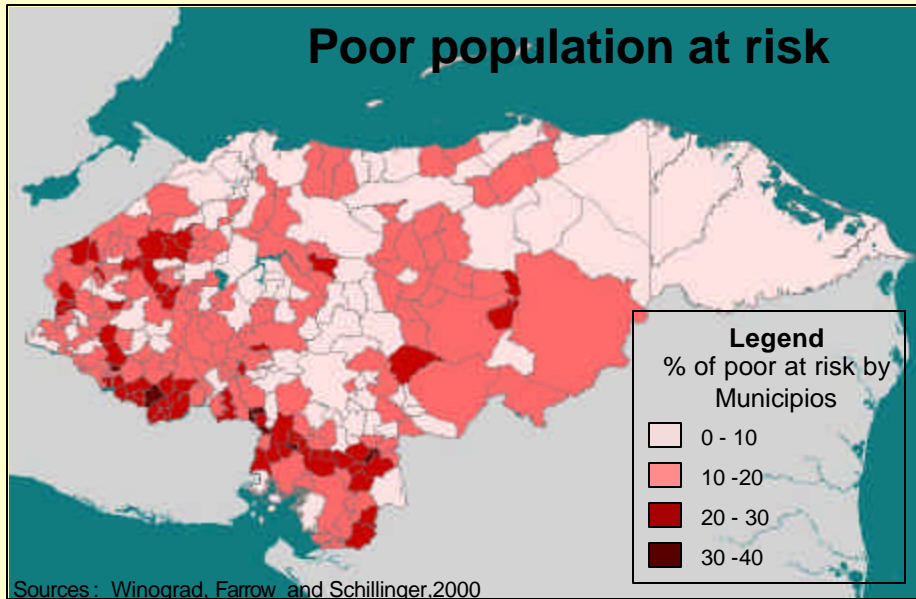 Poor population at risk
Legend
% of poor at risk by
Municipios
0 - 10
10 -20
20 - 30
30 -40
Sources : Winograd, Farrow and Schillinger,2000